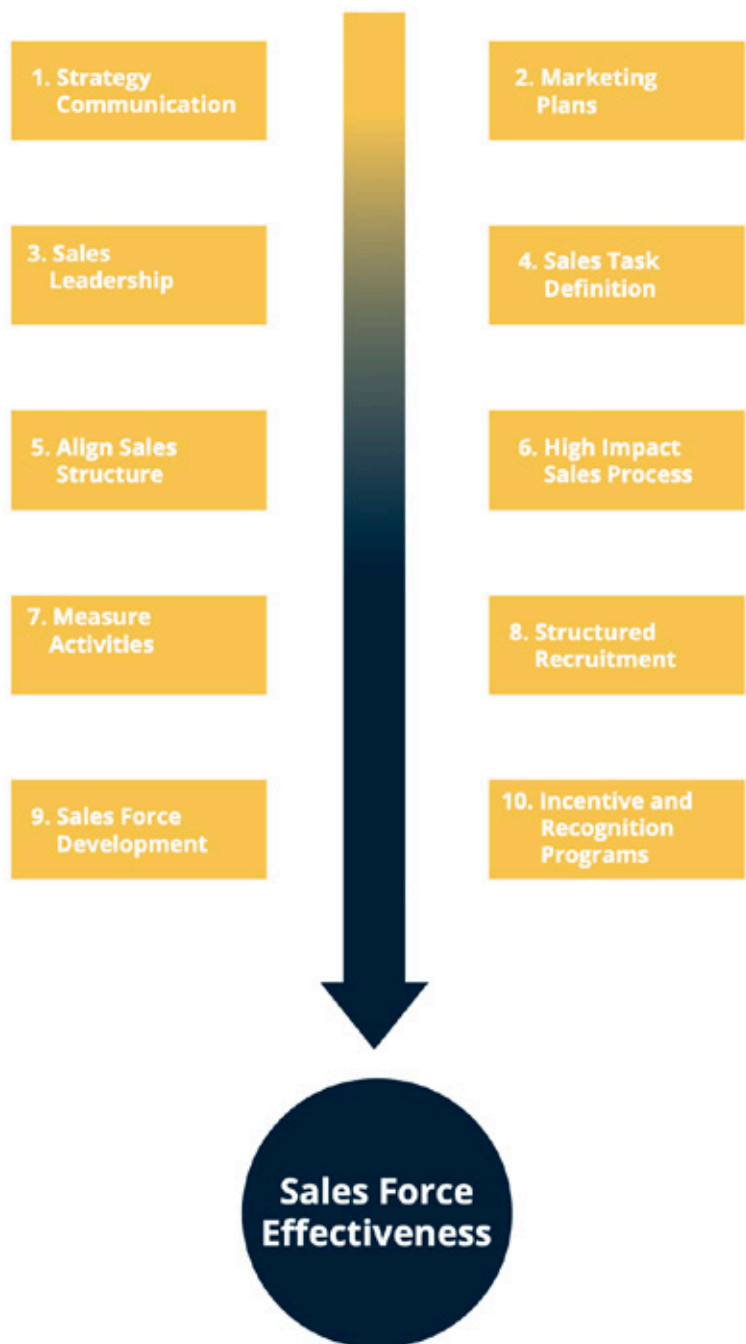 1. Strategy
Communication
2. Marketing
Plans
3. Sales
Leadership
4. Sales Task
Definition
5. Align Sales
Structure
6. High Impact
Sales Process
7. Measure
Activities
8. Structured
Recruitment
9. Sales Force
Development
10. Incentive and
Recognition
Programs
Sales Force
Effectiveness